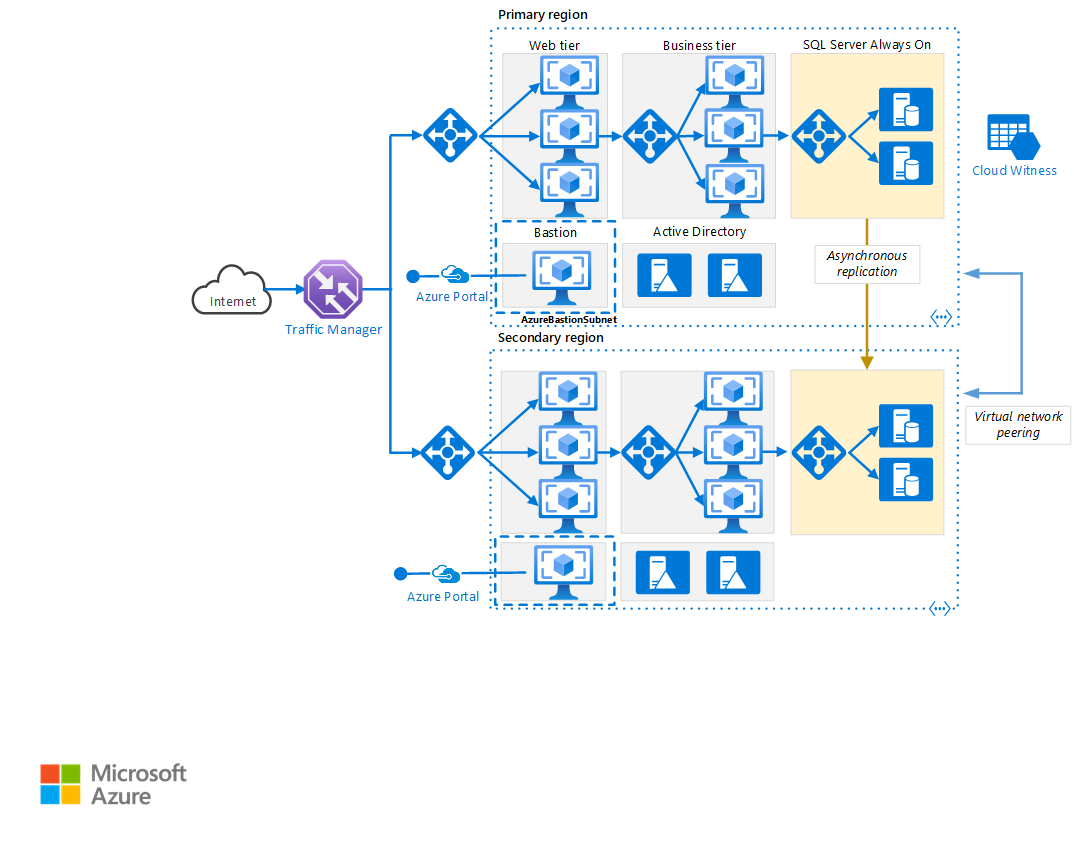 Primary region
Web tier
Business tier
SQL Server Always On
Cloud Witness
Bastion
Active Directory
Asynchronous
replication
Internet
Azure Portal
AzureBastionSubnet
Traffic Manager
Secondary region
Virtual network
peering
Azure Portal
Microsoft
Azure